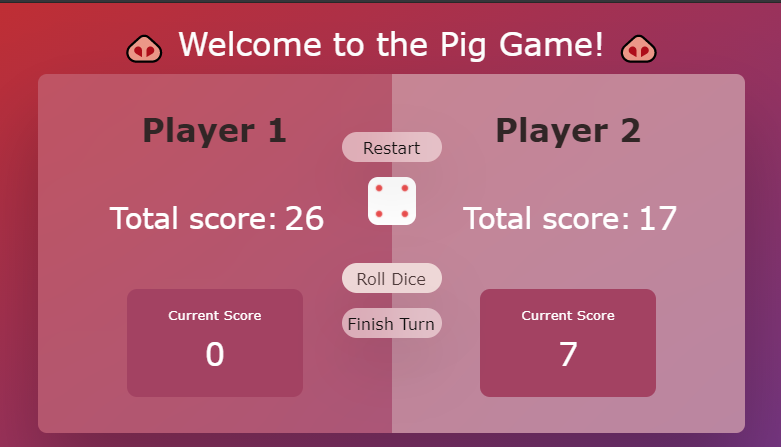 Welcome to the Pig Game!
Player 1
Player 2
Restart
Total score: 26
Total score: 17
Roll Dice
Finish Turn
Current Score
0
Current Score
7